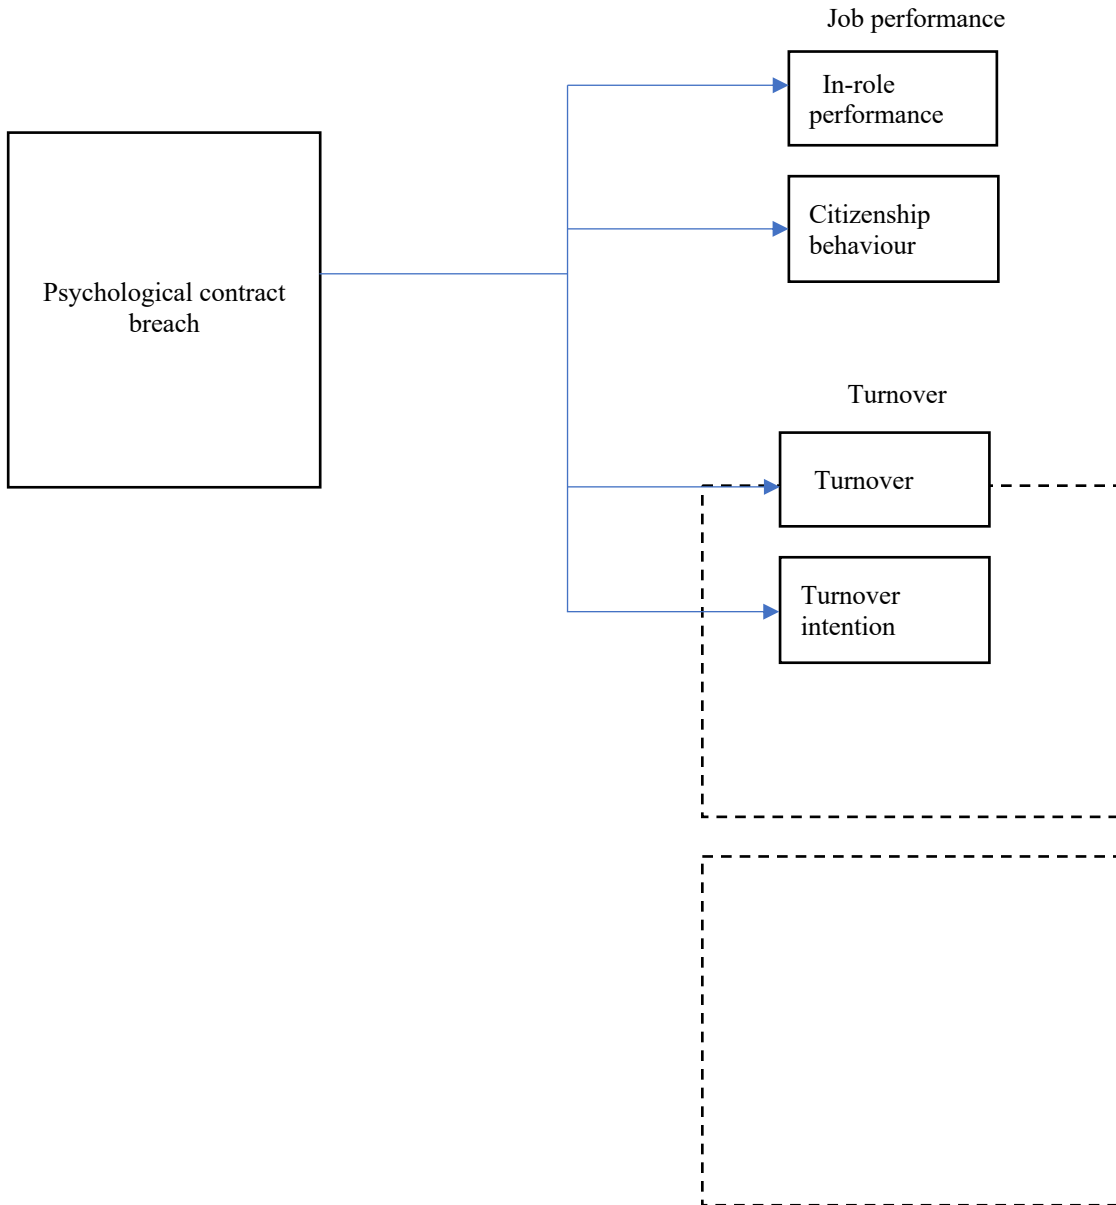 Job performance
In-role
performance
Citizenship
behaviour
Psychological contract
breach
Turnover
Turnover
Turnover
intention